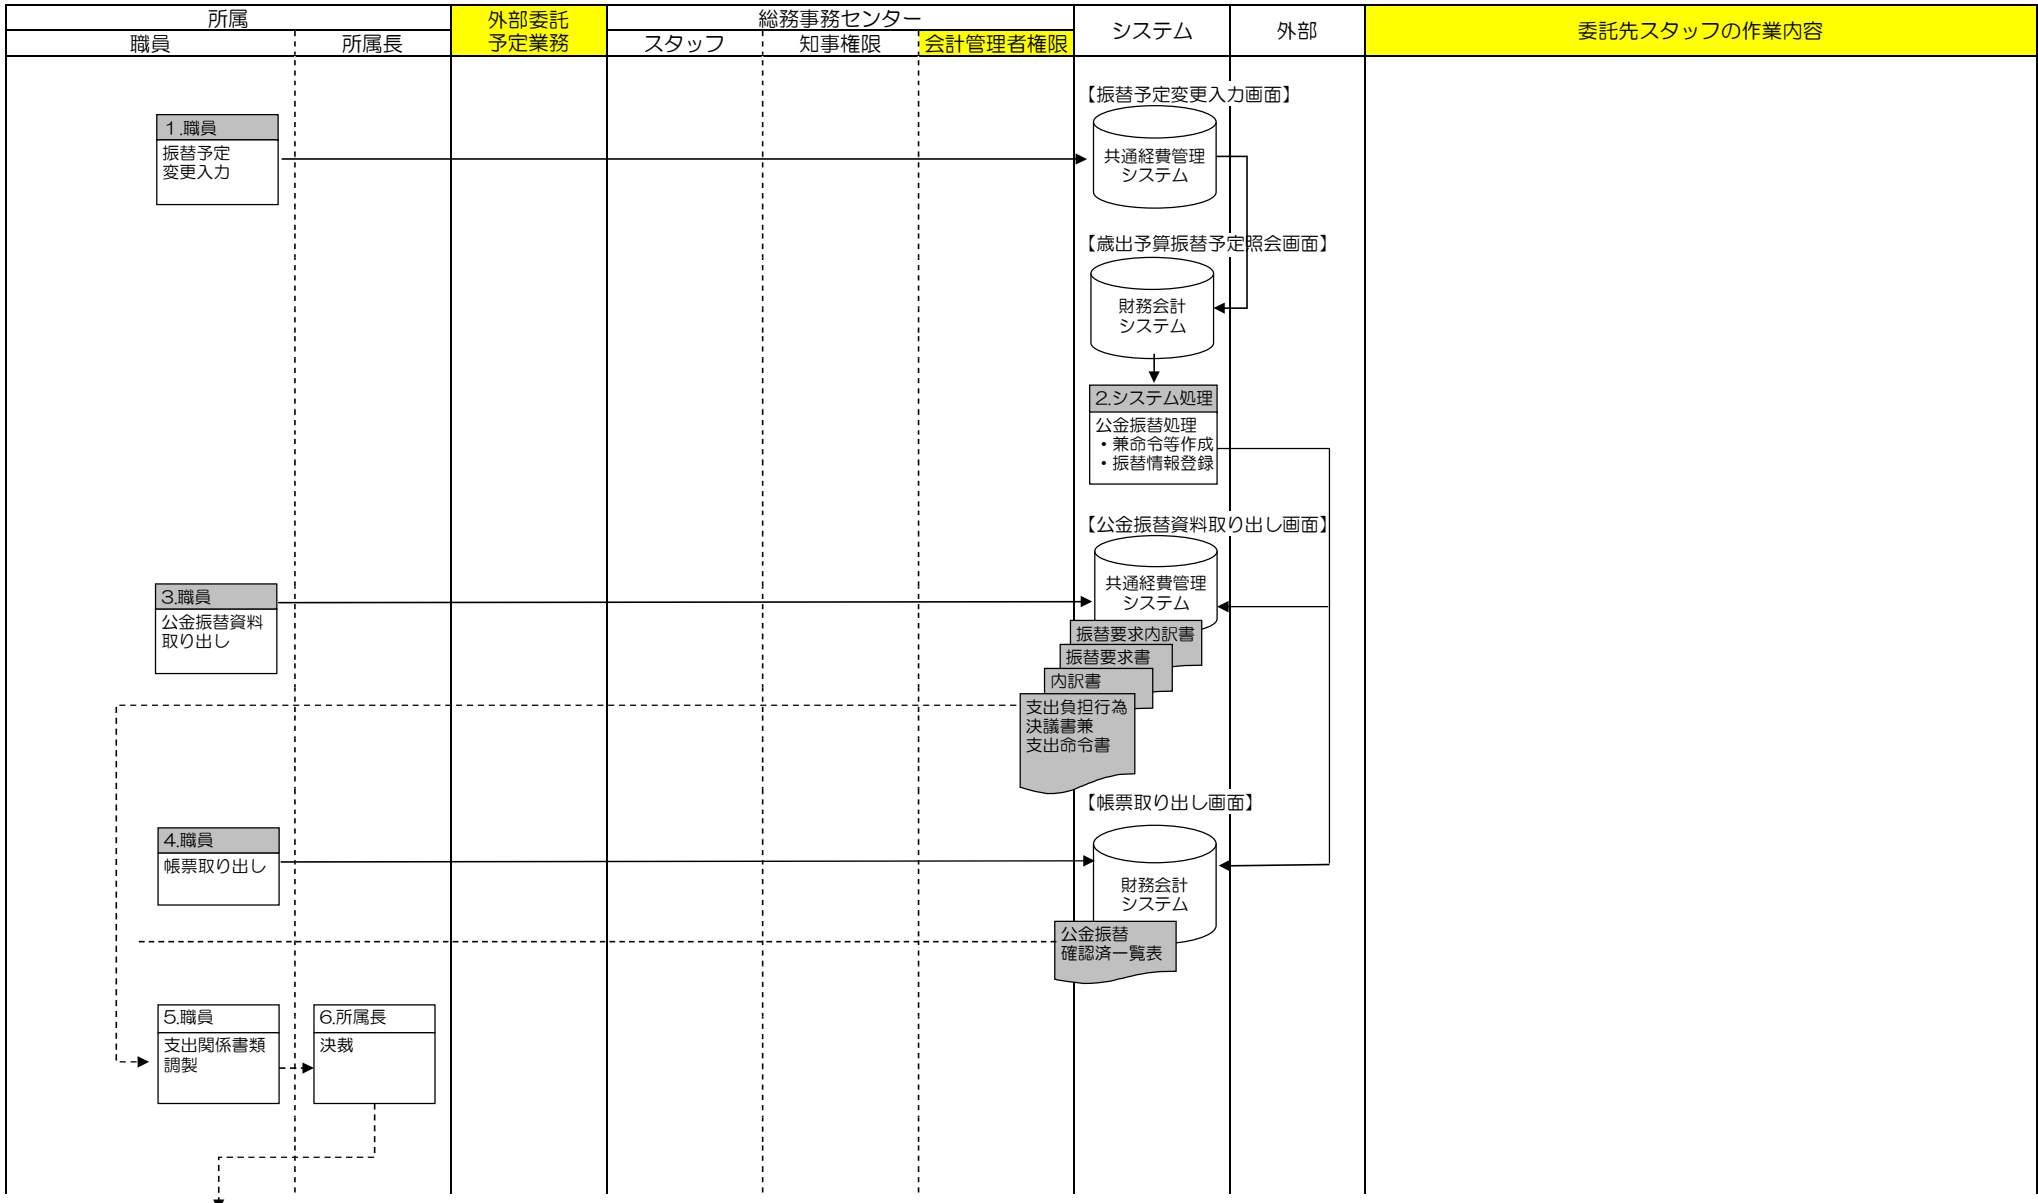 所属
外部委託
予定業務
総務事務センター
システム
外部
委託先スタッフの作業内容
職員
所属長
スタッフ
知事権限
会計管理者権限
【振替予定変更入力画面】
1.職員
振替予定
変更入力
共通経費管理
システム
【歳出予算振替予定照会画面】
財務会計
システム
2.システム処理
公金振替処理
・兼命令等作成
・振替情報登録
【公金振替資料取り出し画面】
3.職員
公金振替資料
取り出し
共通経費管理
システム
振替要求内訳書
振替要求書
内訳書
支出負担行為
決議書兼
支出命令書
【帳票取り出し画面】
4.職員
帳票取り出し
財務会計
システム
公金振替
確認済一覧表
5.職員
支出関係書類
調製
6.所属長
決裁